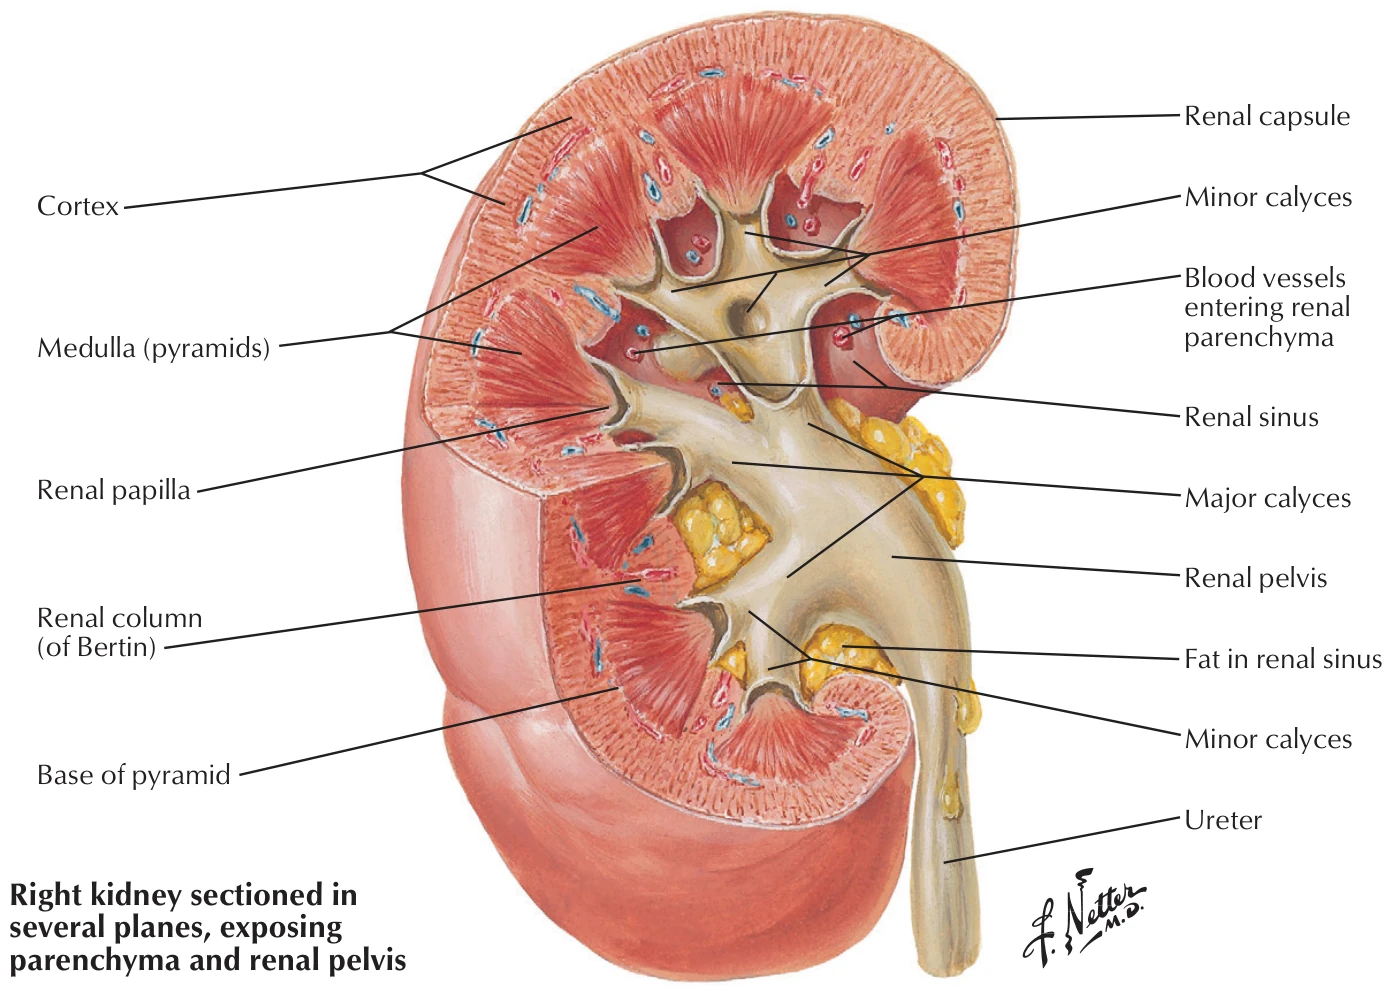 Cortex
Medulla (pyramids)
Renal papilla
Renal column
(of Bertin)
Base of pyramid
Right kidney sectioned in
several planes, exposing
parenchyma and renal pelvis
Renal capsule
Minor calyces
Blood vessels
entering renal
parenchyma
Renal sinus
Major calyces
Renal pelvis
Fat in renal sinus
Minor calyces
Ureter
F. Netter
M.D.